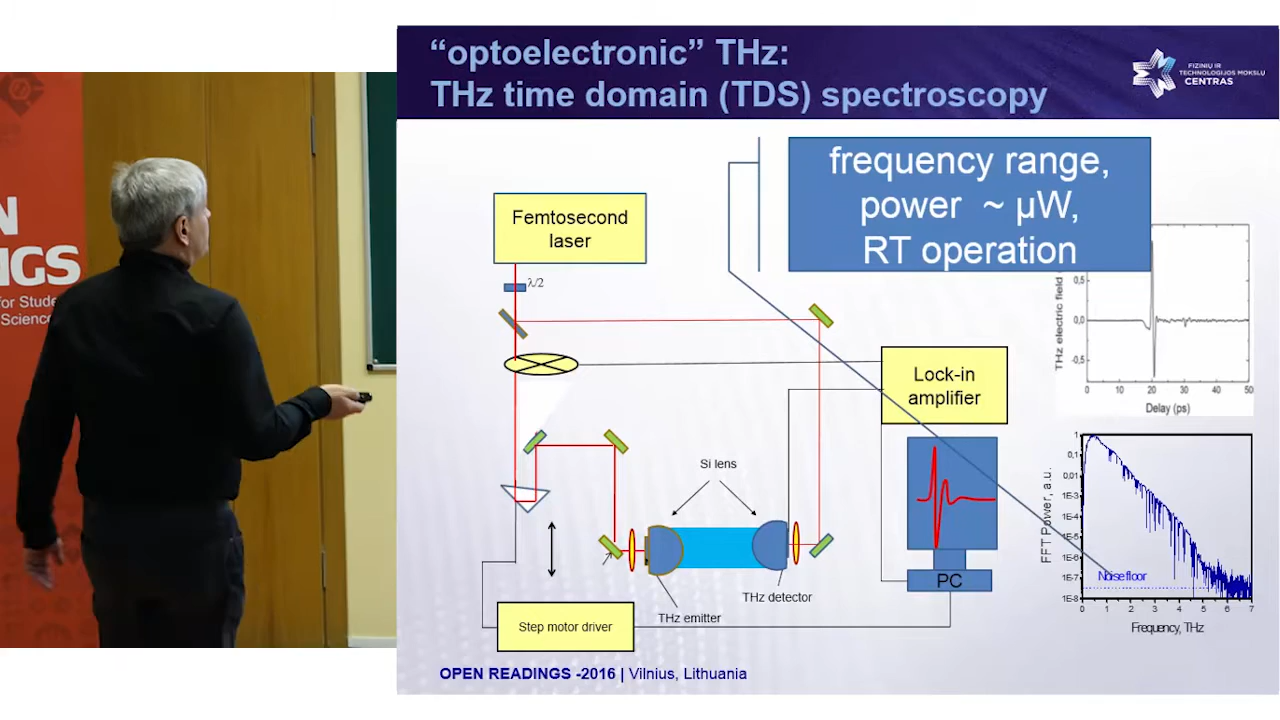 “optoelectronic” THz:
THz time domain (TDS) spectroscopy
FIZINIŲ IR
TECHNOLOGIJOS MOKSLŲ
CENTRAS
frequency range,
power ~ µW,
RT operation
Femtosecond
laser
λ/2
Lock-in
amplifier
Si lens
THz detector
THz emitter
PC
Step motor driver
THz electric field
0,5
0,0
-0,5
0 10 20 30 40 50
Delay (ps)
FFT Power, a.u.
1
0,1
0,01
1E-3
1E-4
1E-5
1E-6
1E-7
1E-8
Noise floor
0 1 2 3 4 5 6 7
Frequency, THz
OPEN READINGS -2016 | Vilnius, Lithuania
N
NGS
for Stude
Science